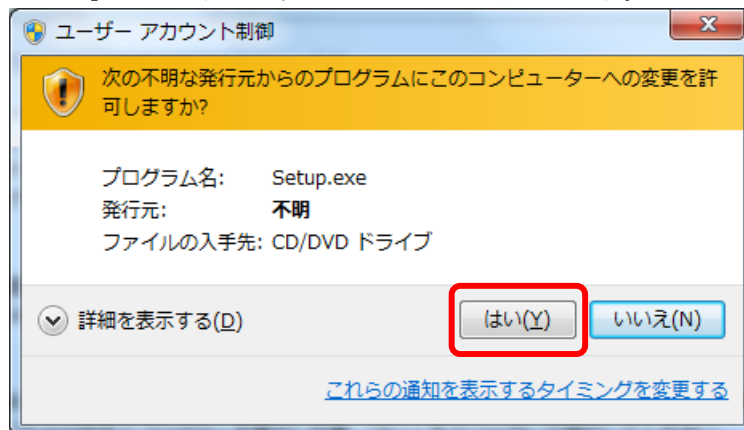 ユーザー アカウント制御
次の不明な発行元からのプログラムにこのコンピューターへの変更を許
可しますか?
プログラム名: Setup.exe
発行元: 不明
ファイルの入手先: CD/DVD ドライブ
詳細を表示する(D) はい(Y) いいえ(N)
これらの通知を表示するタイミングを変更する